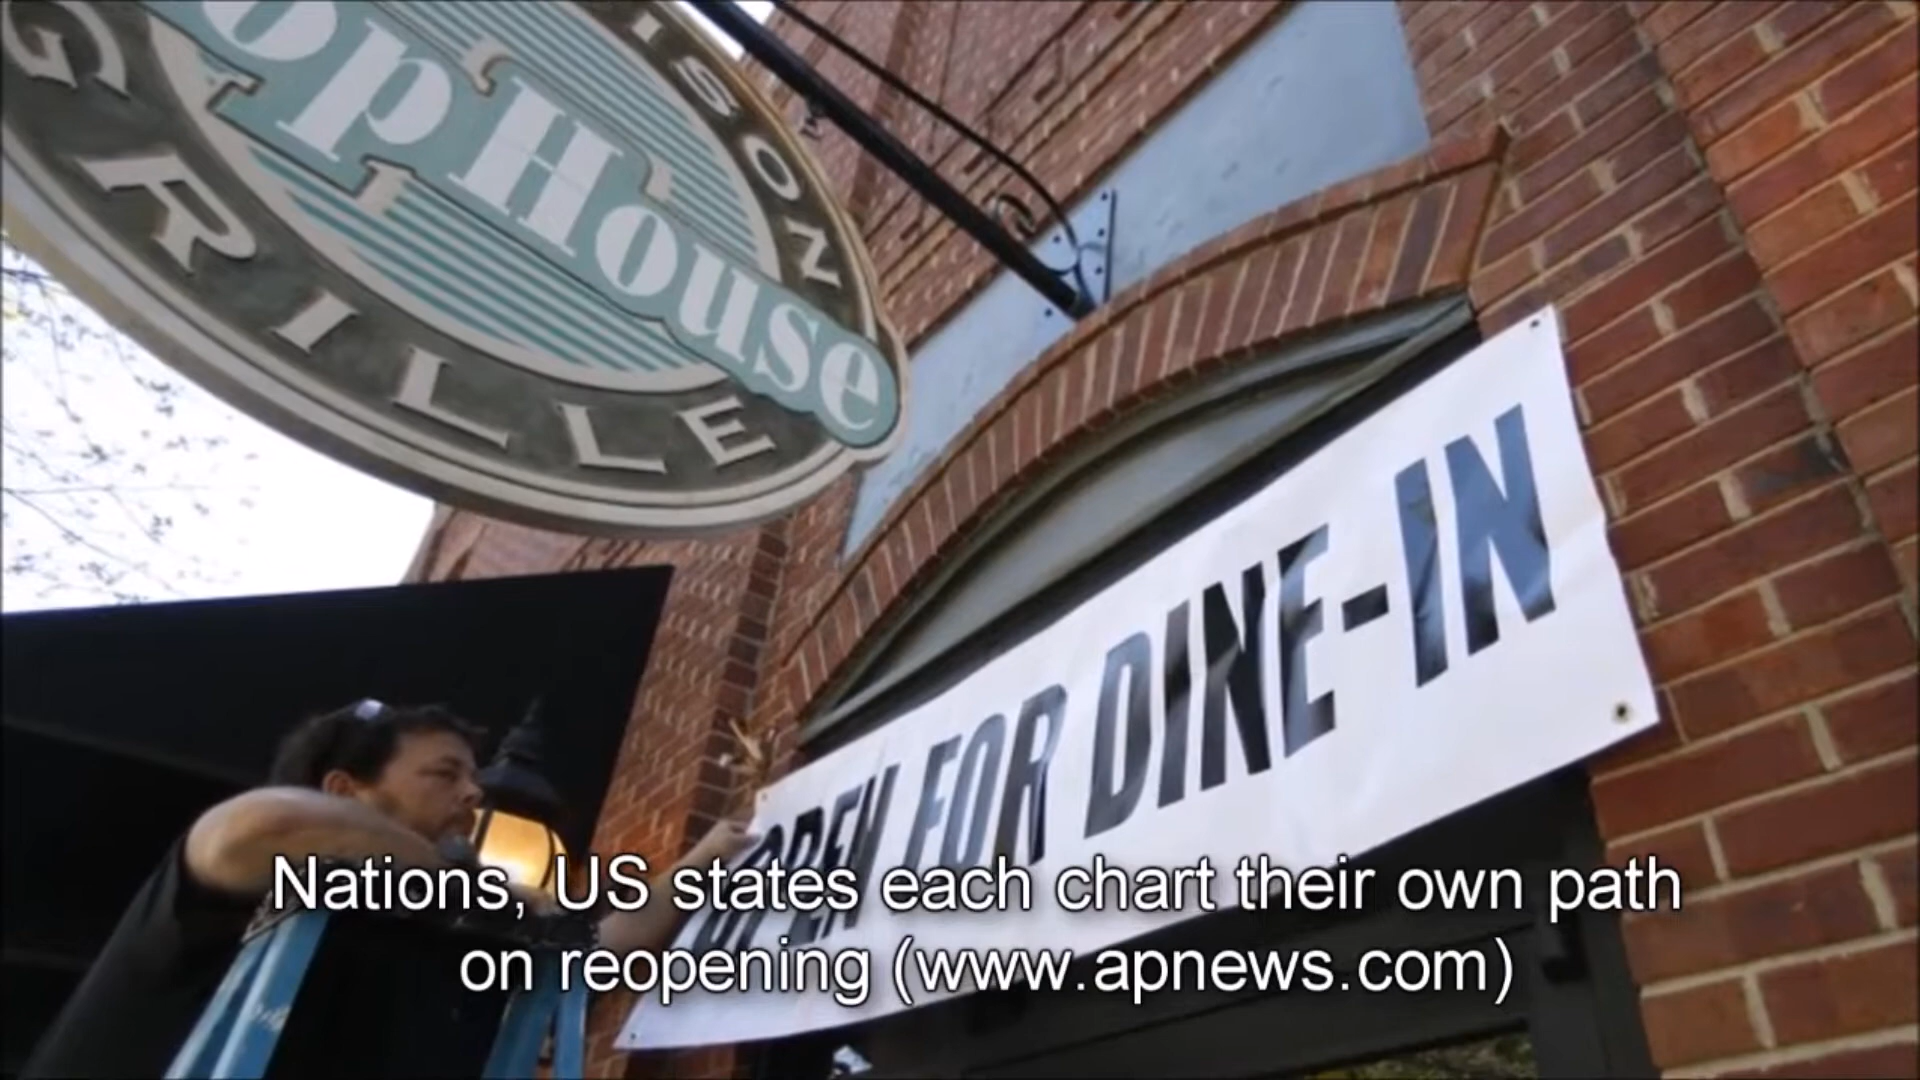 opHouse
GRILLE
OPEN FOR DINE-IN
Nations, US states each chart their own path
on reopening (www.apnews.com)